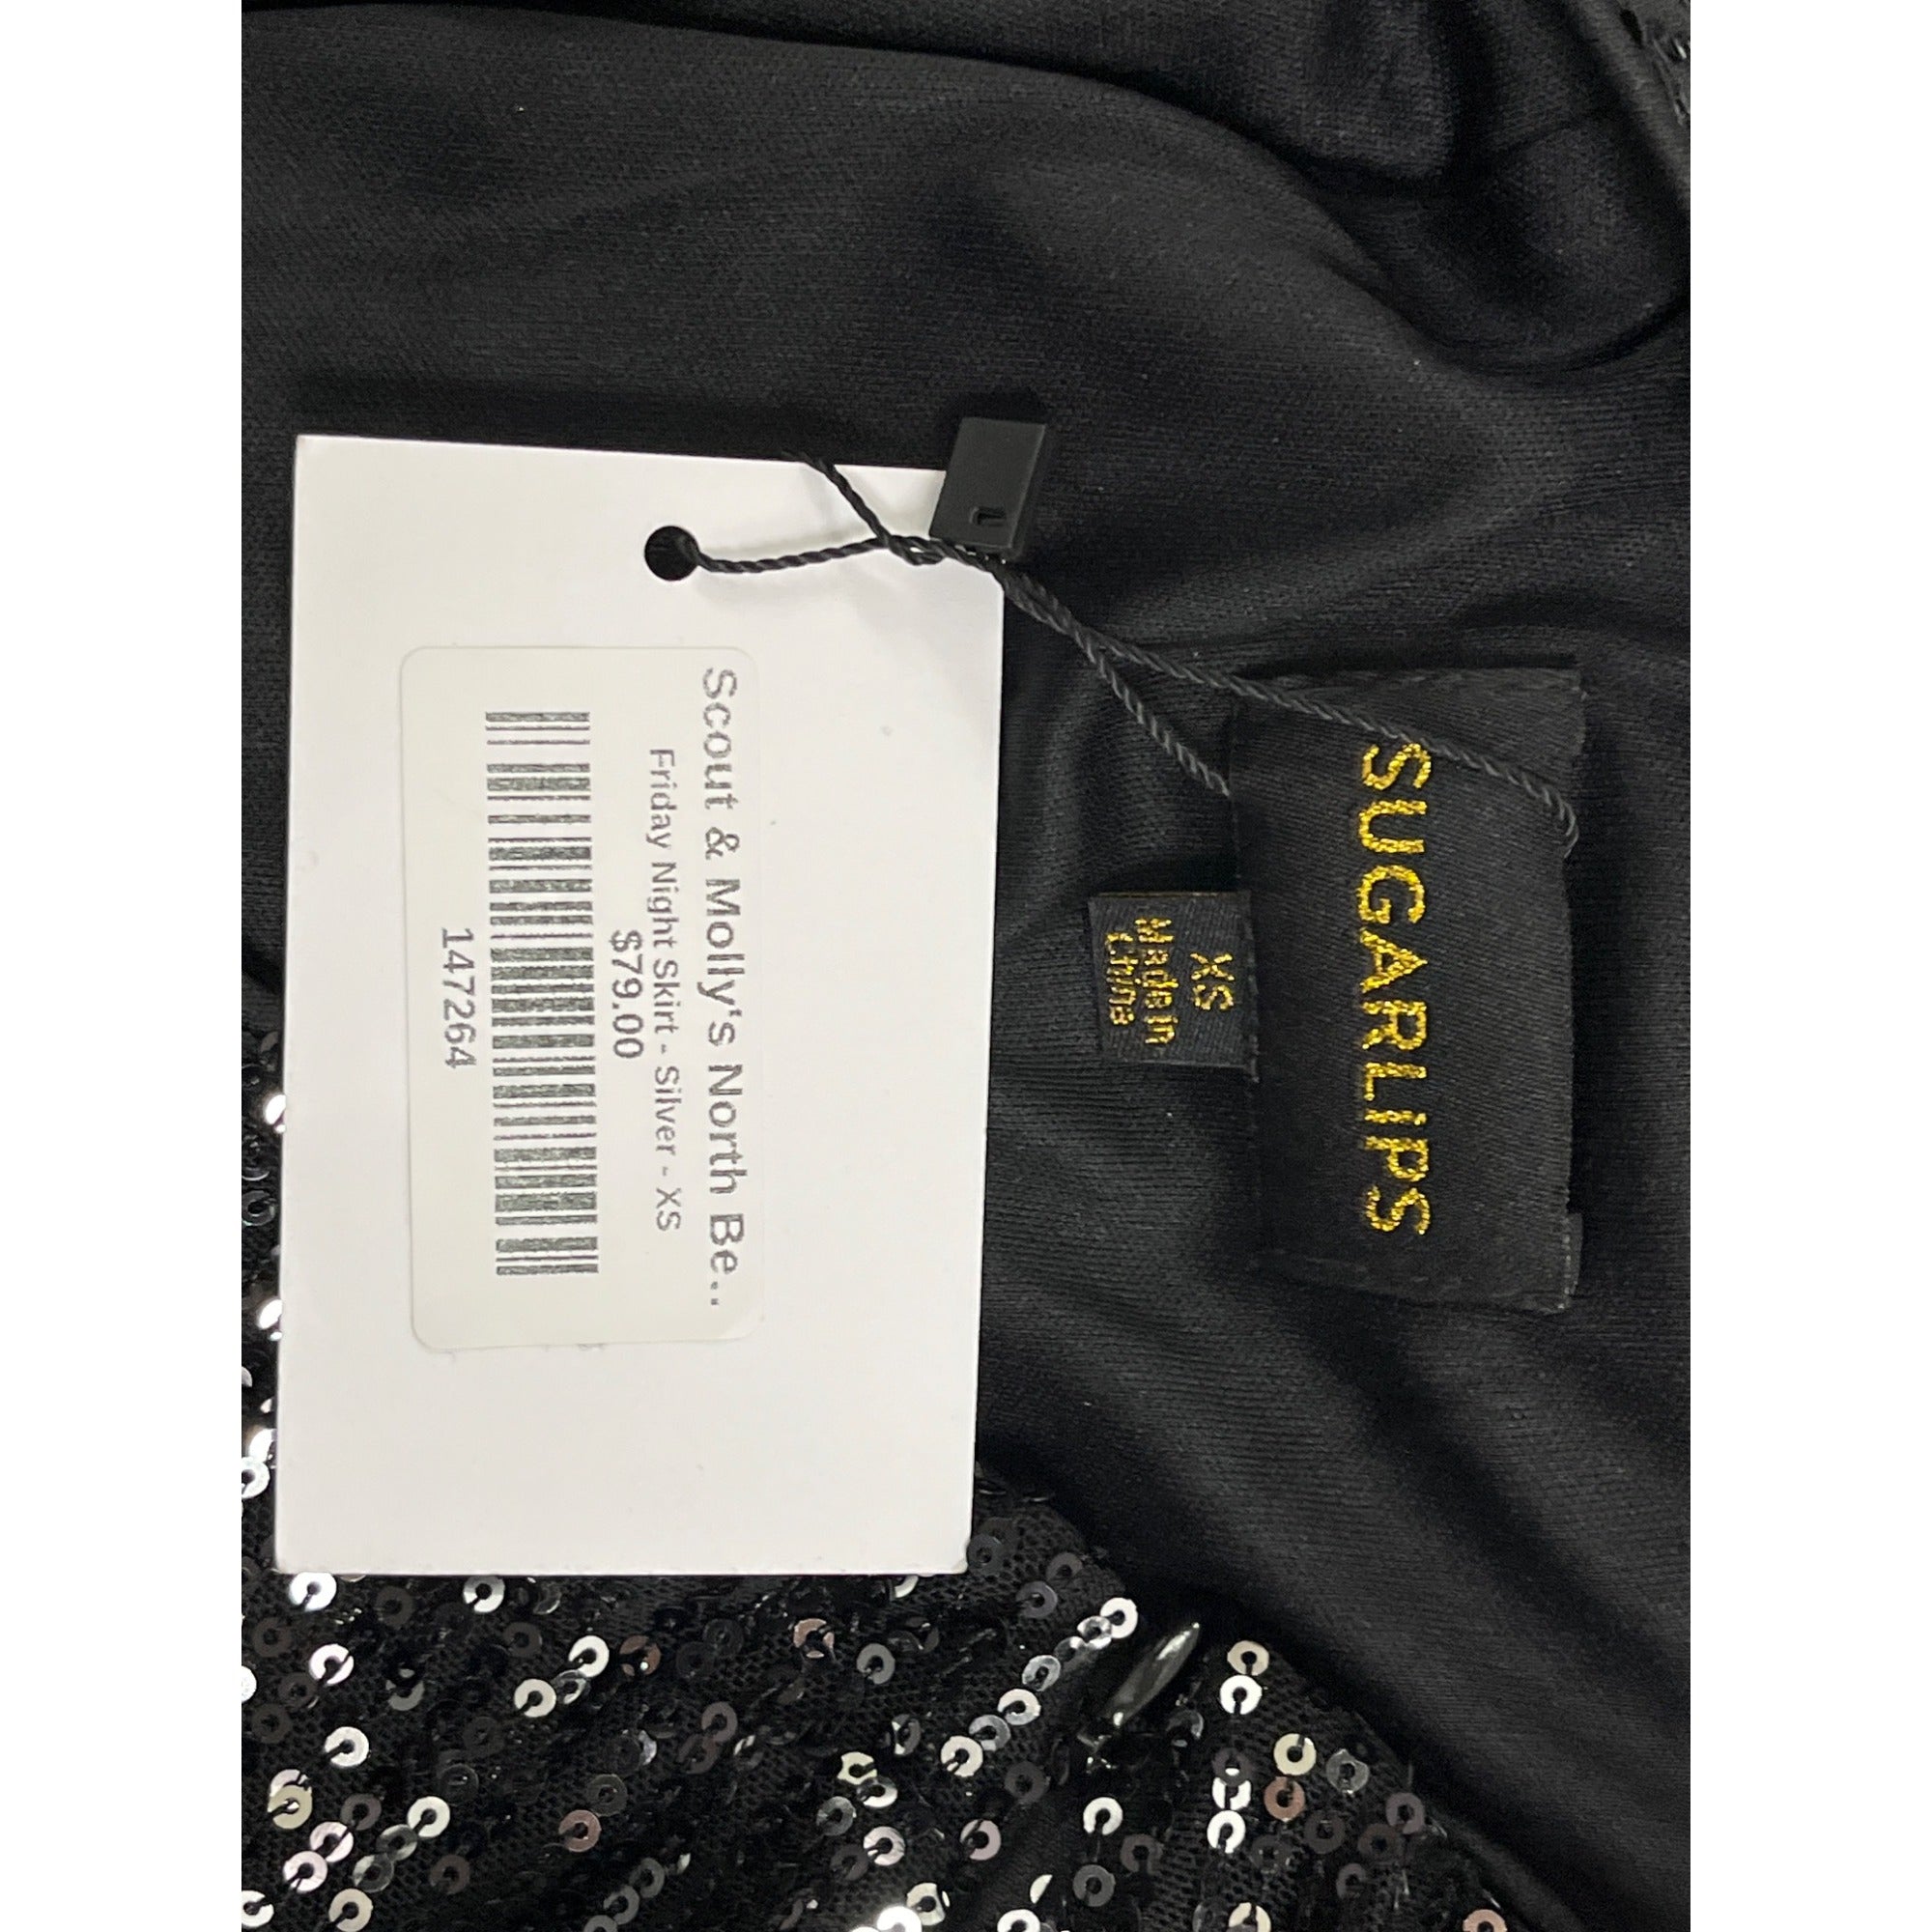 SUGARLIPS
XS
Made in
China
Scout & Molly's North Be..
Friday Night Skirt - Silver - XS
$79.00
147264